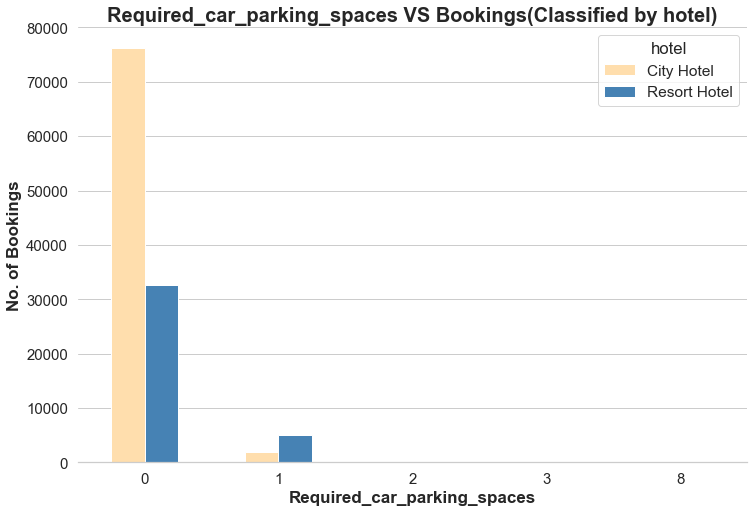 Required_car_parking_spaces VS Bookings(Classified by hotel)
hotel
City Hotel
Resort Hotel
No. of Bookings
80000
70000
60000
50000
40000
30000
20000
10000
0
0 1 2 3 8
Required_car_parking_spaces